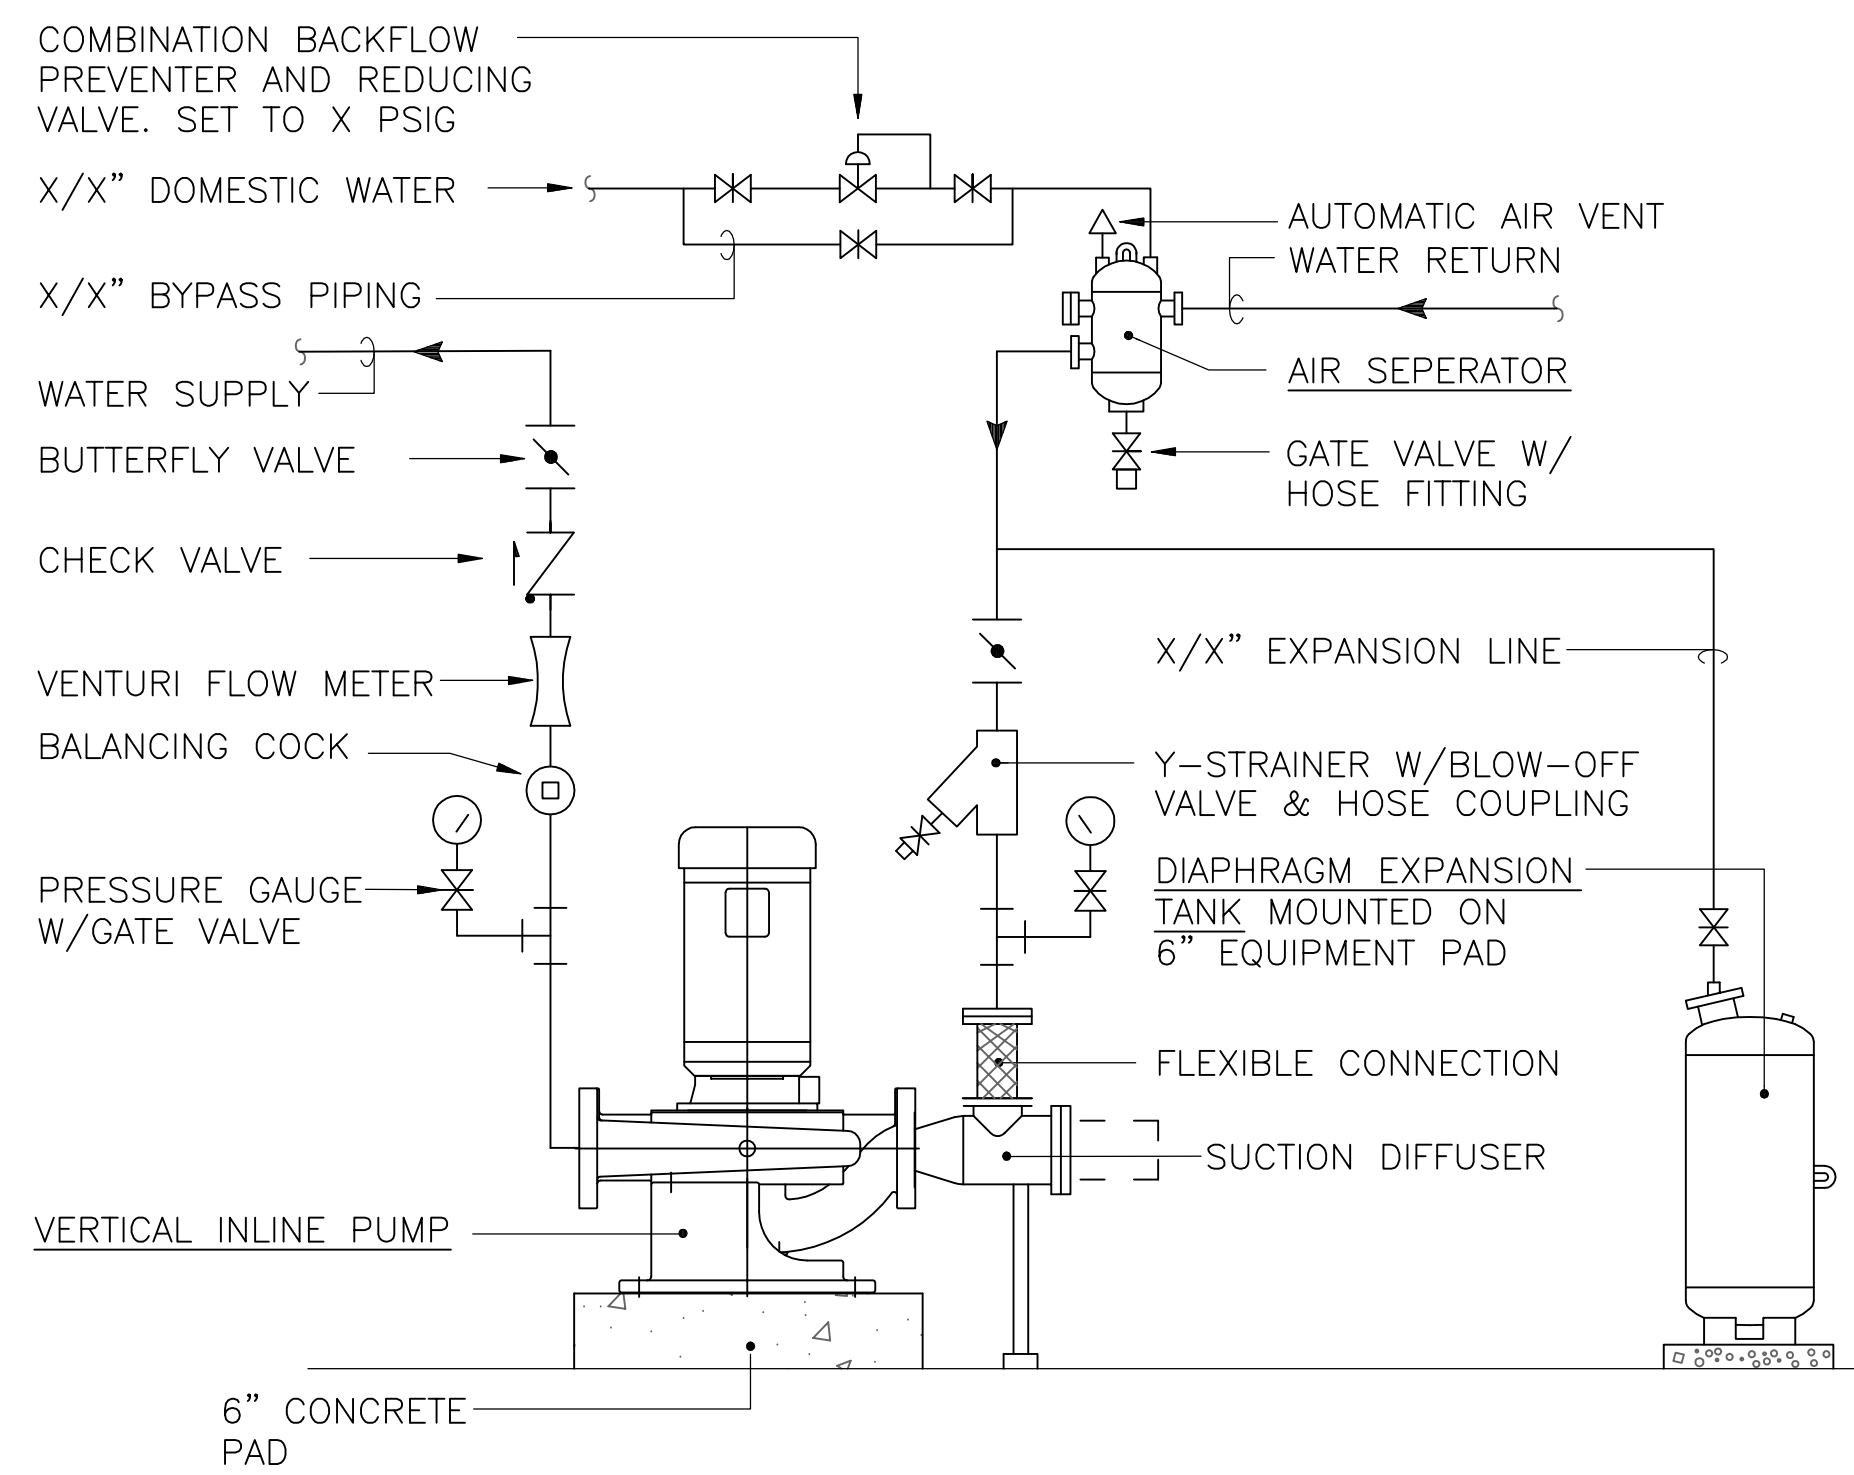 COMBINATION BACKFLOW
PREVENTER AND REDUCING
VALVE. SET TO X PSIG
X/X” DOMESTIC WATER
X/X” BYPASS PIPING
WATER SUPPLY
BUTTERFLY VALVE
CHECK VALVE
VENTURI FLOW METER
BALANCING COCK
PRESSURE GAUGE
W/GATE VALVE
VERTICAL INLINE PUMP
6” CONCRETE
PAD
AUTOMATIC AIR VENT
WATER RETURN
AIR SEPERATOR
GATE VALVE W/
HOSE FITTING
X/X” EXPANSION LINE
Y-STRAINER W/BLOW-OFF
VALVE & HOSE COUPLING
DIAPHRAGM EXPANSION
TANK MOUNTED ON
6” EQUIPMENT PAD
FLEXIBLE CONNECTION
SUCTION DIFFUSER